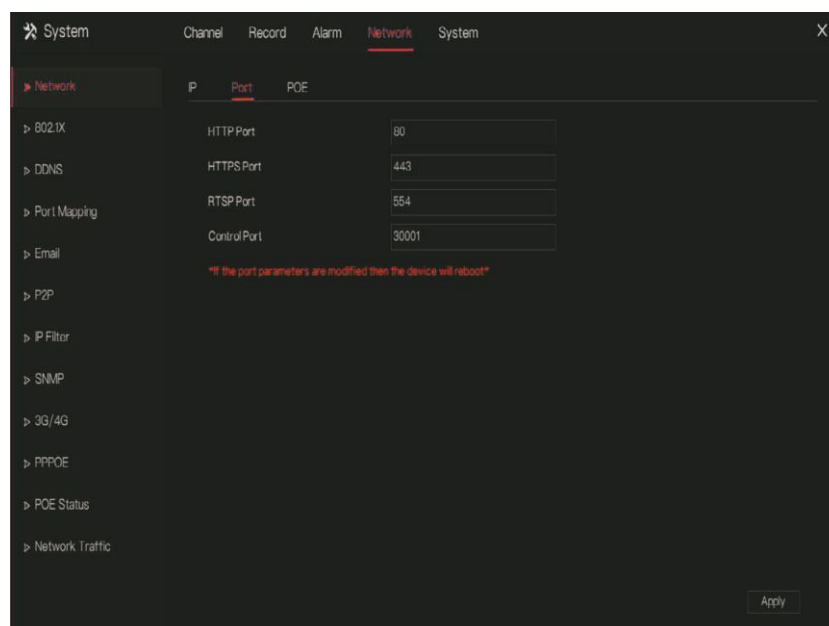 System
Channel Record Alarm Network System X
Network
IP Port POE
802.1X
HTTP Port 80
DDNS
HTTPS Port 443
Port Mapping
RTSP Port 554
Control Port 30001
Email
*If the port parameters are modified then the device will reboot*
P2P
IP Filter
SNMP
3G/4G
PPPOE
POE Status
Network Traffic
Apply